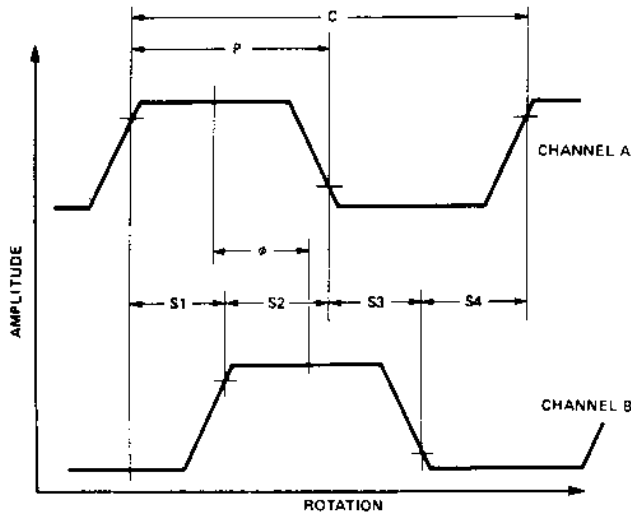 C
P
CHANNEL A
ø
S1 S2 S3 S4
AMPLITUDE
CHANNEL B
ROTATION